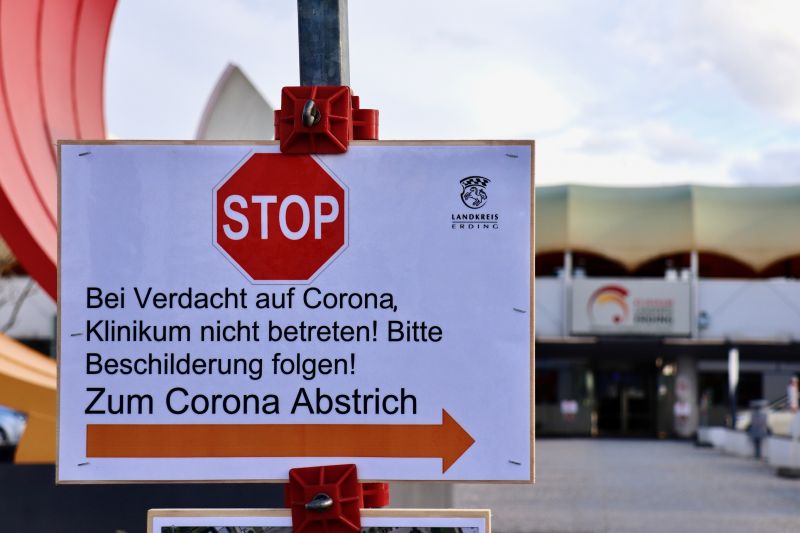 STOP
LANDKREIS
ERDING
Bei Verdacht auf Corona,
Klinikum nicht betreten! Bitte
Beschilderung folgen!
Zum Corona Abstrich